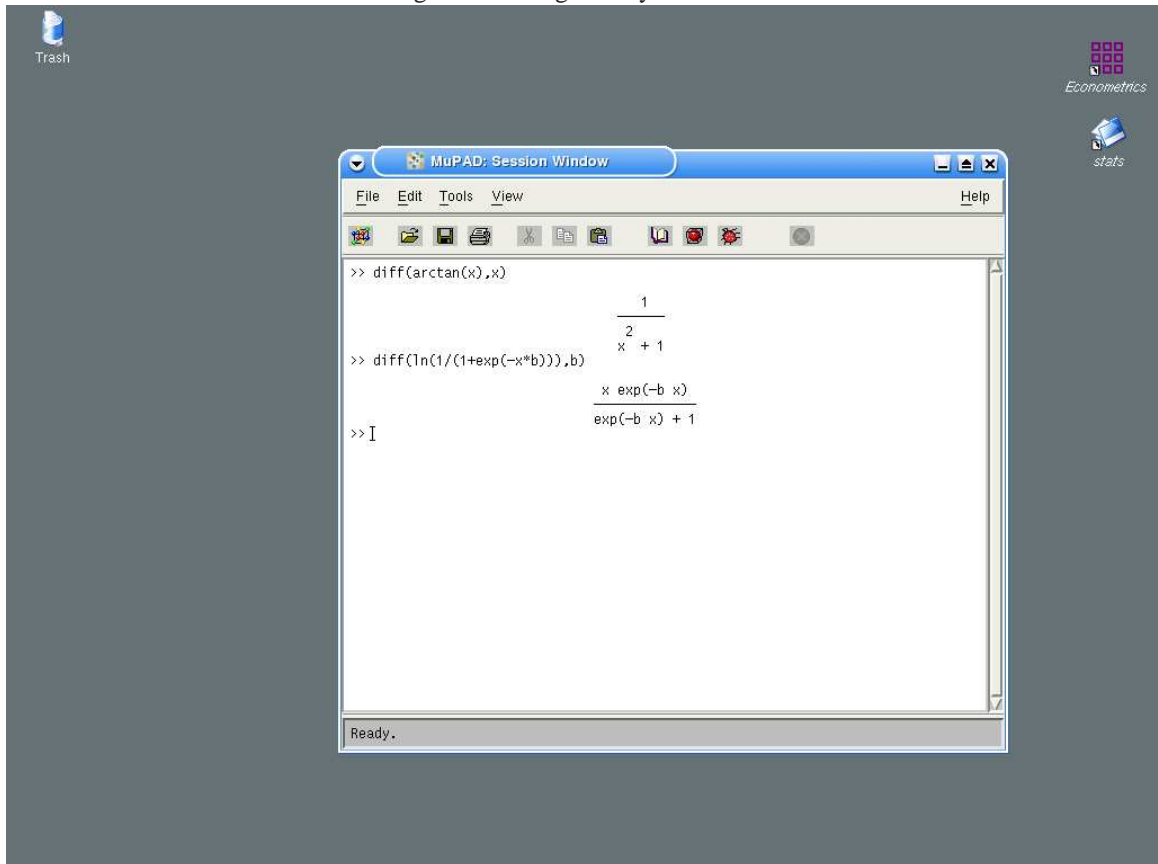 Trash
Econometrics
stats
MuPAD: Session Window
File Edit Tools View Help
>> diff(arctan(x),x)
1
2
x + 1
>> diff(ln(1/(1+exp(-x*b))),b)
x exp(-b x)
exp(-b x) + 1
>>
Ready.